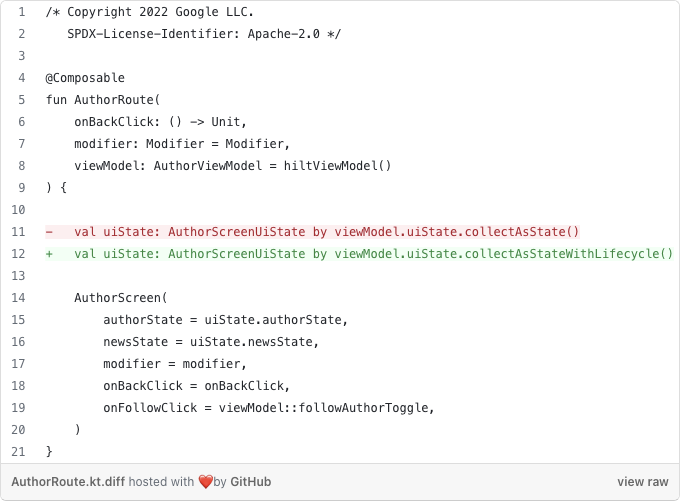 1 /* Copyright 2022 Google LLC.
2    SPDX-License-Identifier: Apache-2.0 */
3
4 @Composable
5 fun AuthorRoute(
6     onBackClick: () -> Unit,
7     modifier: Modifier = Modifier,
8     viewModel: AuthorViewModel = hiltViewModel()
9 ) {
10
11 -   val uiState: AuthorScreenUiState by viewModel.uiState.collectAsState()
12 +   val uiState: AuthorScreenUiState by viewModel.uiState.collectAsStateWithLifecycle()
13
14     AuthorScreen(
15         authorState = uiState.authorState,
16         newsState = uiState.newsState,
17         modifier = modifier,
18         onBackClick = onBackClick,
19         onFollowClick = viewModel::followAuthorToggle,
20     )
21 }
AuthorRoute.kt.diff hosted with ❤️by GitHub view raw